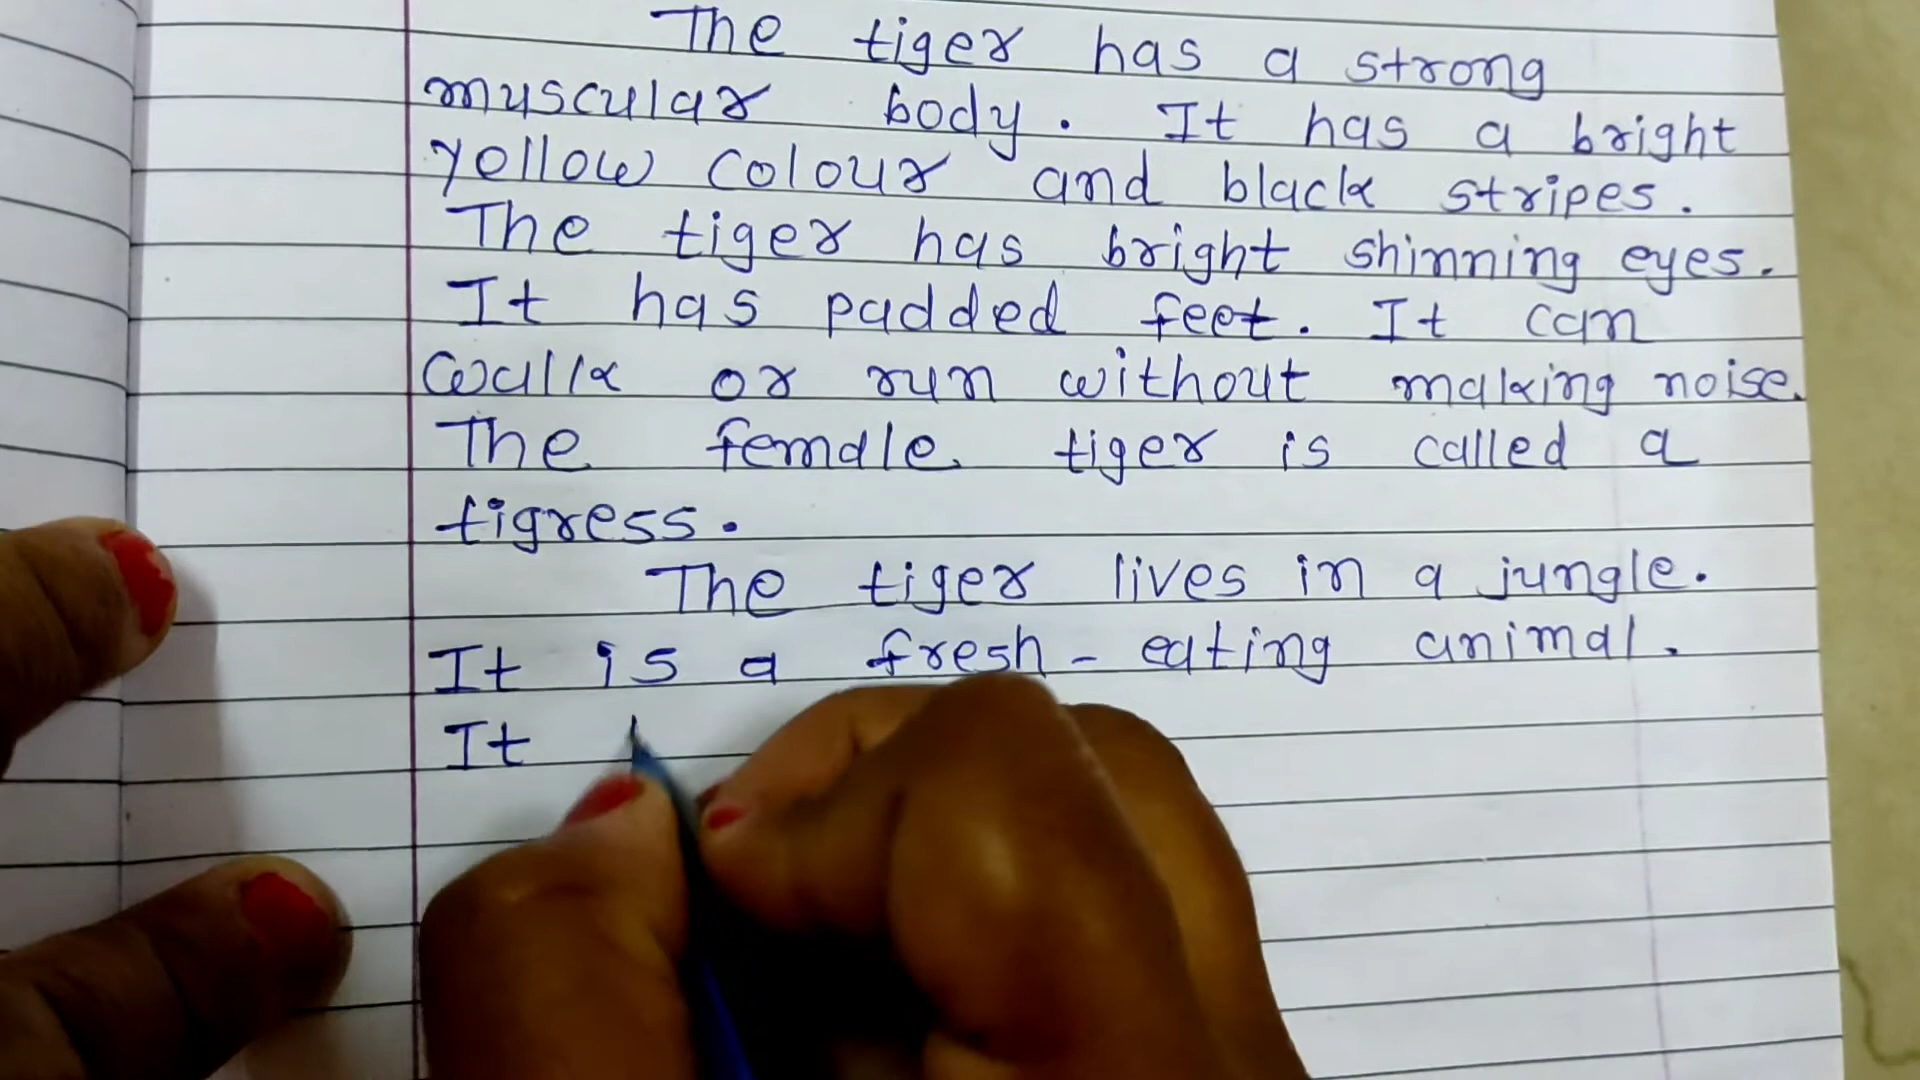 The tiger has a strong
muscular body. It has a bright
yellow colour and black stripes.
The tiger has bright shinning eyes.
It has padded feet. It can
walk or run without making noise.
The female tiger is called a
tigress.
The tiger lives in a jungle.
It is a fresh-eating animal.
It